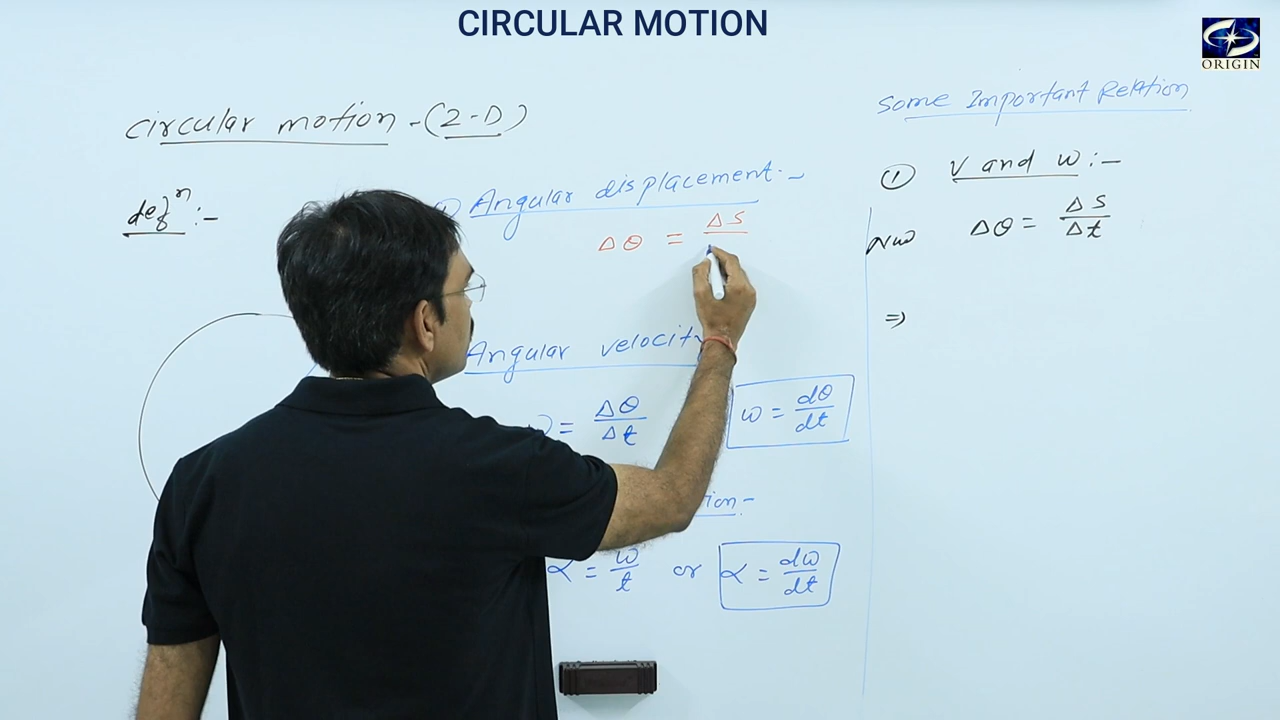 CIRCULAR MOTION
ORIGIN
Circular motion - (2-D)
defⁿ :-
Angular displacement :-
Δθ = ΔS
Angular velocity
ω = Δθ/Δt
ω = dθ/dt
α = ω/t or α = dω/dt
Some Important Relation
① V and ω :-
Δθ = ΔS/Δt
⇒